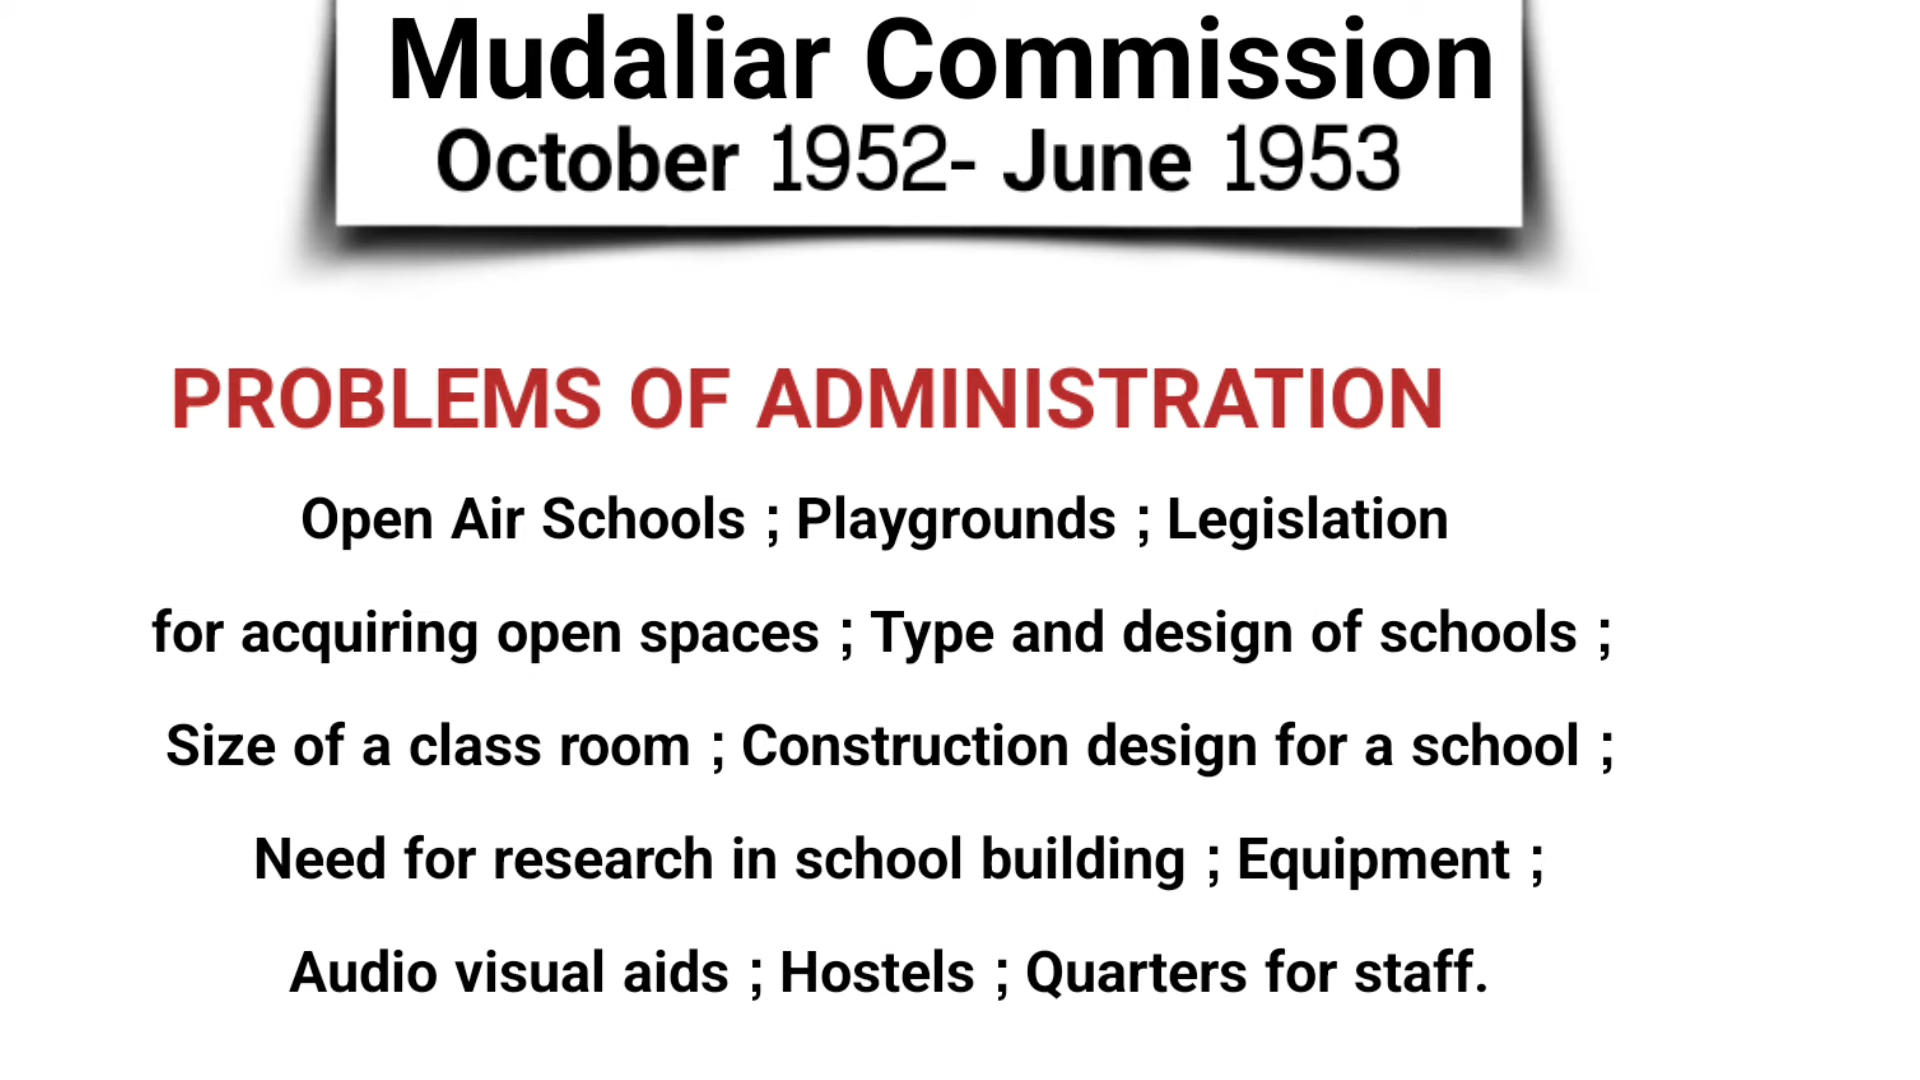 Mudaliar Commission
October 1952- June 1953
PROBLEMS OF ADMINISTRATION
Open Air Schools ; Playgrounds ; Legislation
for acquiring open spaces ; Type and design of schools ;
Size of a class room ; Construction design for a school ;
Need for research in school building ; Equipment ;
Audio visual aids ; Hostels ; Quarters for staff.